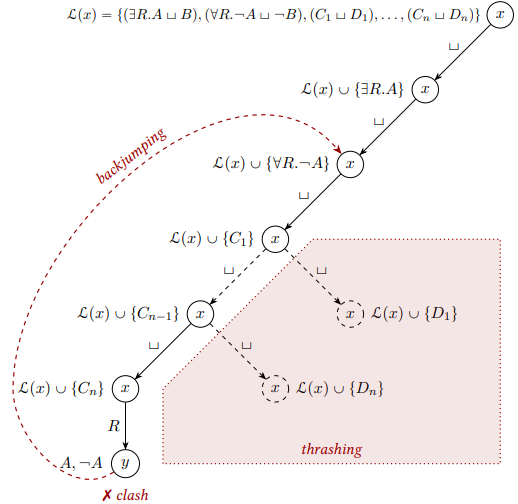 ℒ(x) = {(∃R.A ⊔ B), (∀R.¬A ⊔ ¬B), (C₁ ⊔ D₁), …, (Cₙ ⊔ Dₙ)} x
⊔
ℒ(x) ∪ {∃R.A} x
⊔
backjumping
ℒ(x) ∪ {∀R.¬A} x
⊔
ℒ(x) ∪ {C₁} x
⊔ ⊔
ℒ(x) ∪ {Cₙ₋₁} x x ℒ(x) ∪ {D₁}
⊔ ⊔
ℒ(x) ∪ {Cₙ} x x ℒ(x) ∪ {Dₙ}
R
thrashing
A, ¬A y
✗ clash